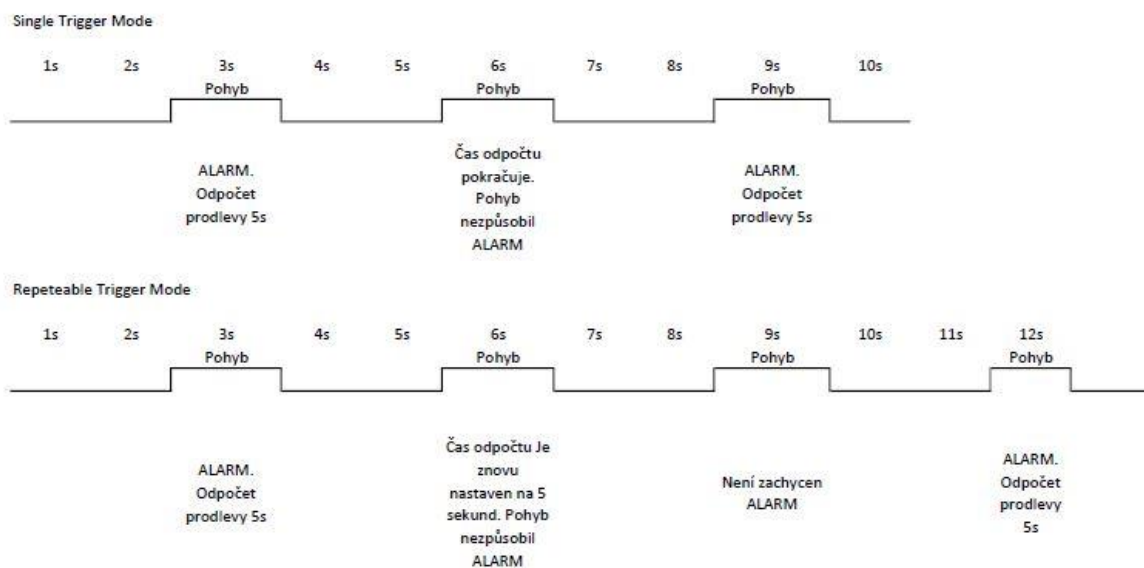 Single Trigger Mode
1s 2s 3s 4s 5s 6s 7s 8s 9s 10s
Pohyb Pohyb Pohyb
ALARM.
Odpočet
prodlevy 5s
Čas odpočtu
pokračuje.
Pohyb
nezpůsobil
ALARM
ALARM.
Odpočet
prodlevy 5s
Repeteable Trigger Mode
1s 2s 3s 4s 5s 6s 7s 8s 9s 10s 11s 12s
Pohyb Pohyb Pohyb Pohyb
ALARM.
Odpočet
prodlevy 5s
Čas odpočtu Je
znovu
nastaven na 5
sekund. Pohyb
nezpůsobil
ALARM
Není zachycen
ALARM
ALARM.
Odpočet
prodlevy
5s